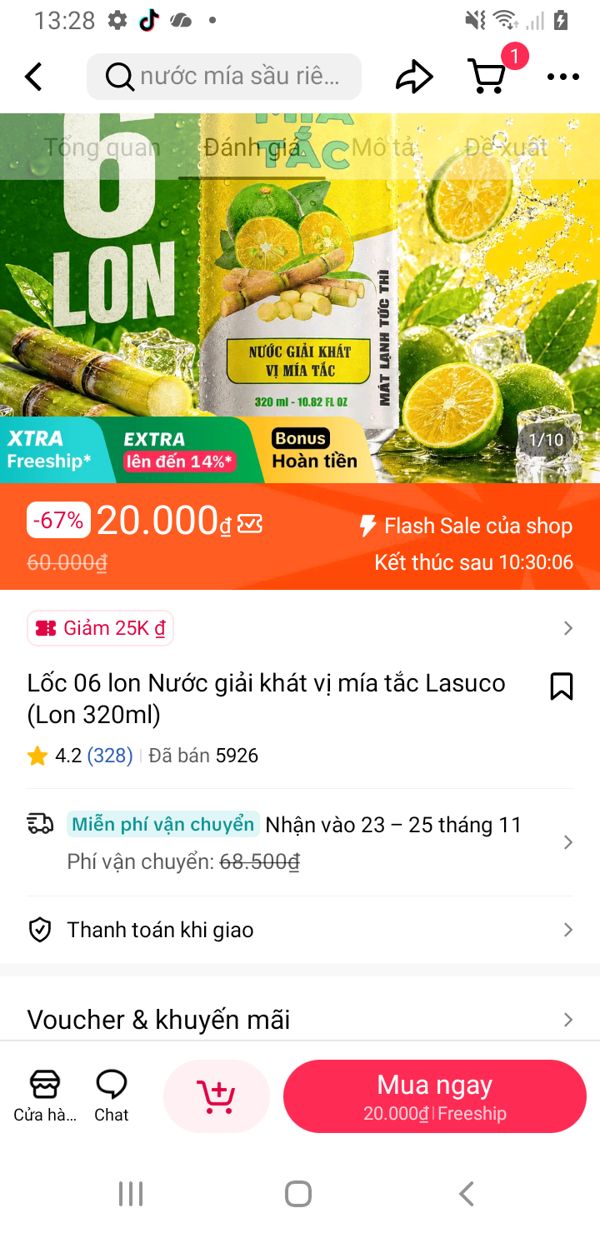 13:28
nước mía sầu riê...
1
Tổng quan Đánh giá Mô tả Đề xuất
6
LON
MÍA
TẮC
NƯỚC GIẢI KHÁT
VỊ MÍA TẮC
320 ml - 10.82 FL OZ
MÁT LẠNH TỨC THÌ
XTRA
Freeship*
EXTRA
lên đến 14%*
Bonus
Hoàn tiền
1/10
-67% 20.000₫
Flash Sale của shop
60.000₫
Kết thúc sau 10:30:06
Giảm 25K ₫
Lốc 06 lon Nước giải khát vị mía tắc Lasuco
(Lon 320ml)
4.2 (328) Đã bán 5926
Miễn phí vận chuyển Nhận vào 23 – 25 tháng 11
Phí vận chuyển: 68.500₫
Thanh toán khi giao
Voucher & khuyến mãi
Cửa hà...
Chat
Mua ngay
20.000₫ | Freeship